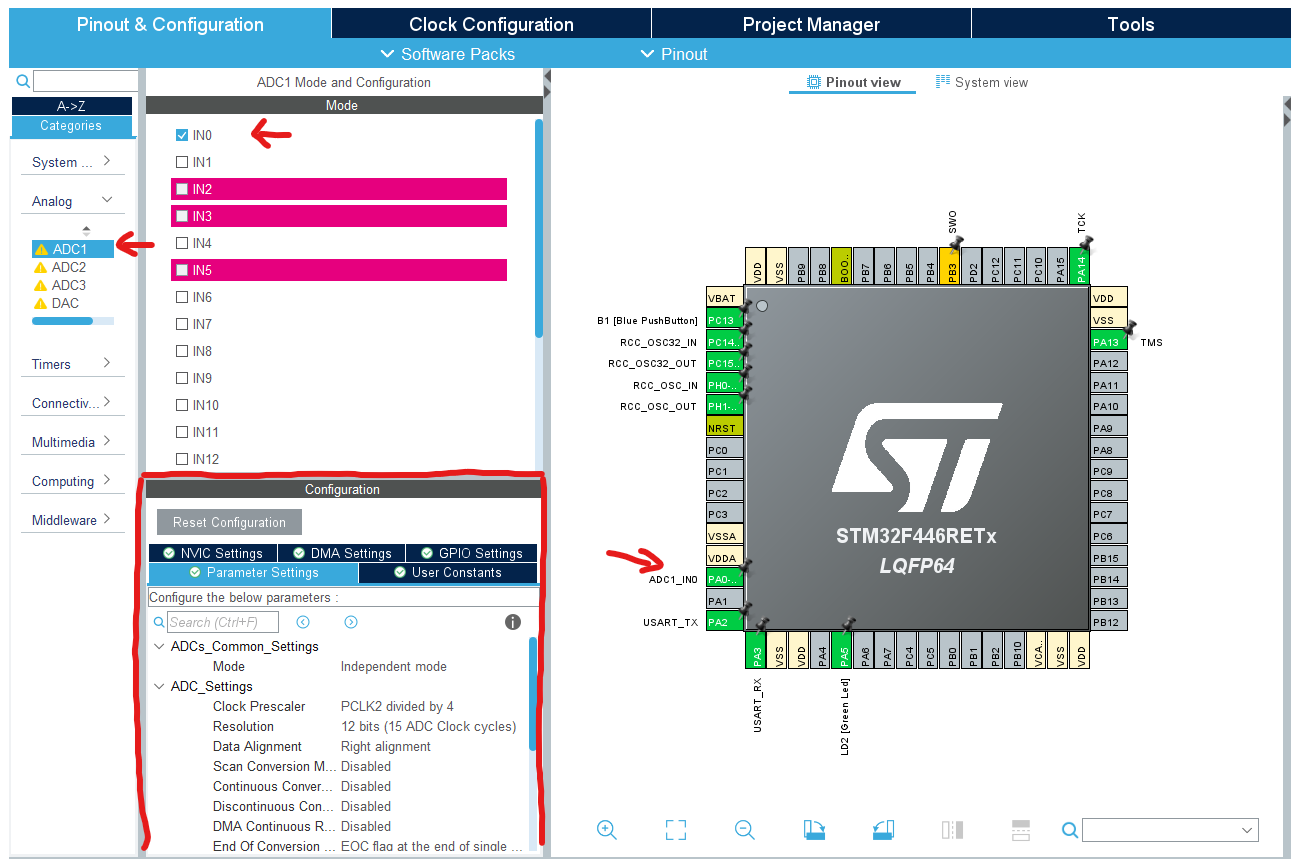 Pinout & Configuration
Clock Configuration
Project Manager
Tools
Software Packs
Pinout
A->Z
Categories
System ...
Analog
ADC1
ADC2
ADC3
DAC
Timers
Connectiv...
Multimedia
Computing
Middleware
ADC1 Mode and Configuration
Mode
IN0
IN1
IN2
IN3
IN4
IN5
IN6
IN7
IN8
IN9
IN10
IN11
IN12
Configuration
Reset Configuration
NVIC Settings
DMA Settings
GPIO Settings
Parameter Settings
User Constants
Configure the below parameters :
Search (Ctrl+F)
ADCs_Common_Settings
Mode Independent mode
ADC_Settings
Clock Prescaler PCLK2 divided by 4
Resolution 12 bits (15 ADC Clock cycles)
Data Alignment Right alignment
Scan Conversion M... Disabled
Continuous Conver... Disabled
Discontinuous Con... Disabled
DMA Continuous R... Disabled
End Of Conversion ... EOC flag at the end of single ...
Pinout view
System view
SWO
TCK
VDD
VSS
PB9
PB8
BOO..
PB7
PB6
PB5
PB4
PB3
PD2
PC12
PC11
PC10
PA15
PA14
VBAT
B1 [Blue PushButton] PC13
RCC_OSC32_IN PC14..
RCC_OSC32_OUT PC15..
RCC_OSC_IN PH0-..
RCC_OSC_OUT PH1-..
NRST
PC0
PC1
PC2
PC3
VSSA
VDDA
ADC1_IN0 PA0-..
PA1
USART_TX PA2
STM32F446RETx
LQFP64
VDD
VSS
PA13 TMS
PA12
PA11
PA10
PA9
PA8
PC9
PC8
PC7
PC6
PB15
PB14
PB13
PB12
PA3
VSS
VDD
PA4
PA5
PA6
PA7
PC4
PC5
PB0
PB1
PB2
PB10
VCA..
VSS
VDD
USART_RX
LD2 [Green Led]